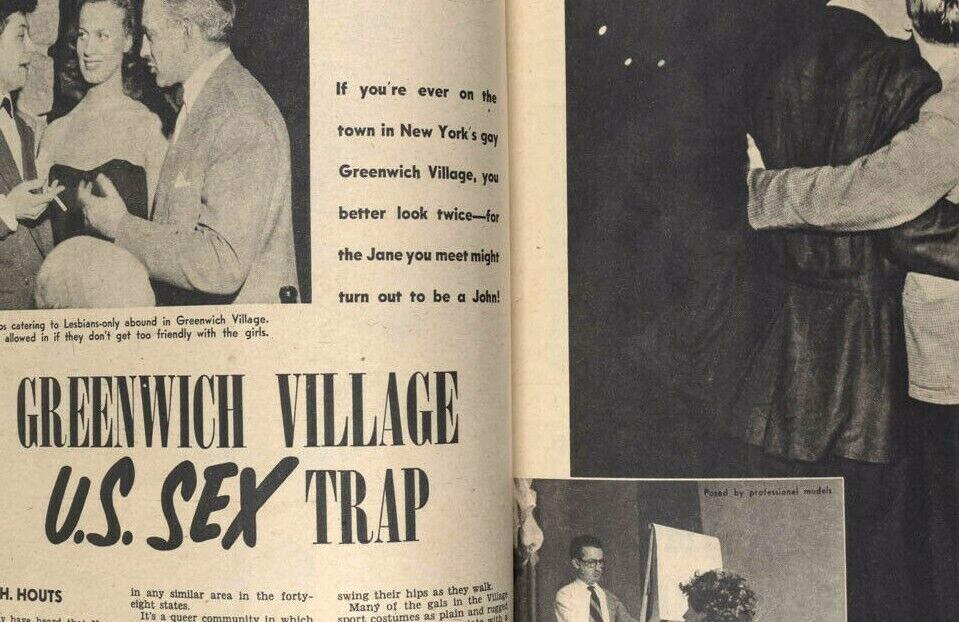 If you're ever on the
town in New York's gay
Greenwich Village, you
better look twice—for
the Jane you meet might
turn out to be a John!
catering to Lesbians-only abound in Greenwich Village.
allowed in if they don't get too friendly with the girls.
GREENWICH VILLAGE
U.S. SEX TRAP
Posed by professional models
H. HOUTS
have heard that
in any similar area in the forty-
eight states.
It's a queer community in which
swing their hips as they walk.
Many of the gals in the Village
sport costumes as plain and rugged
with a